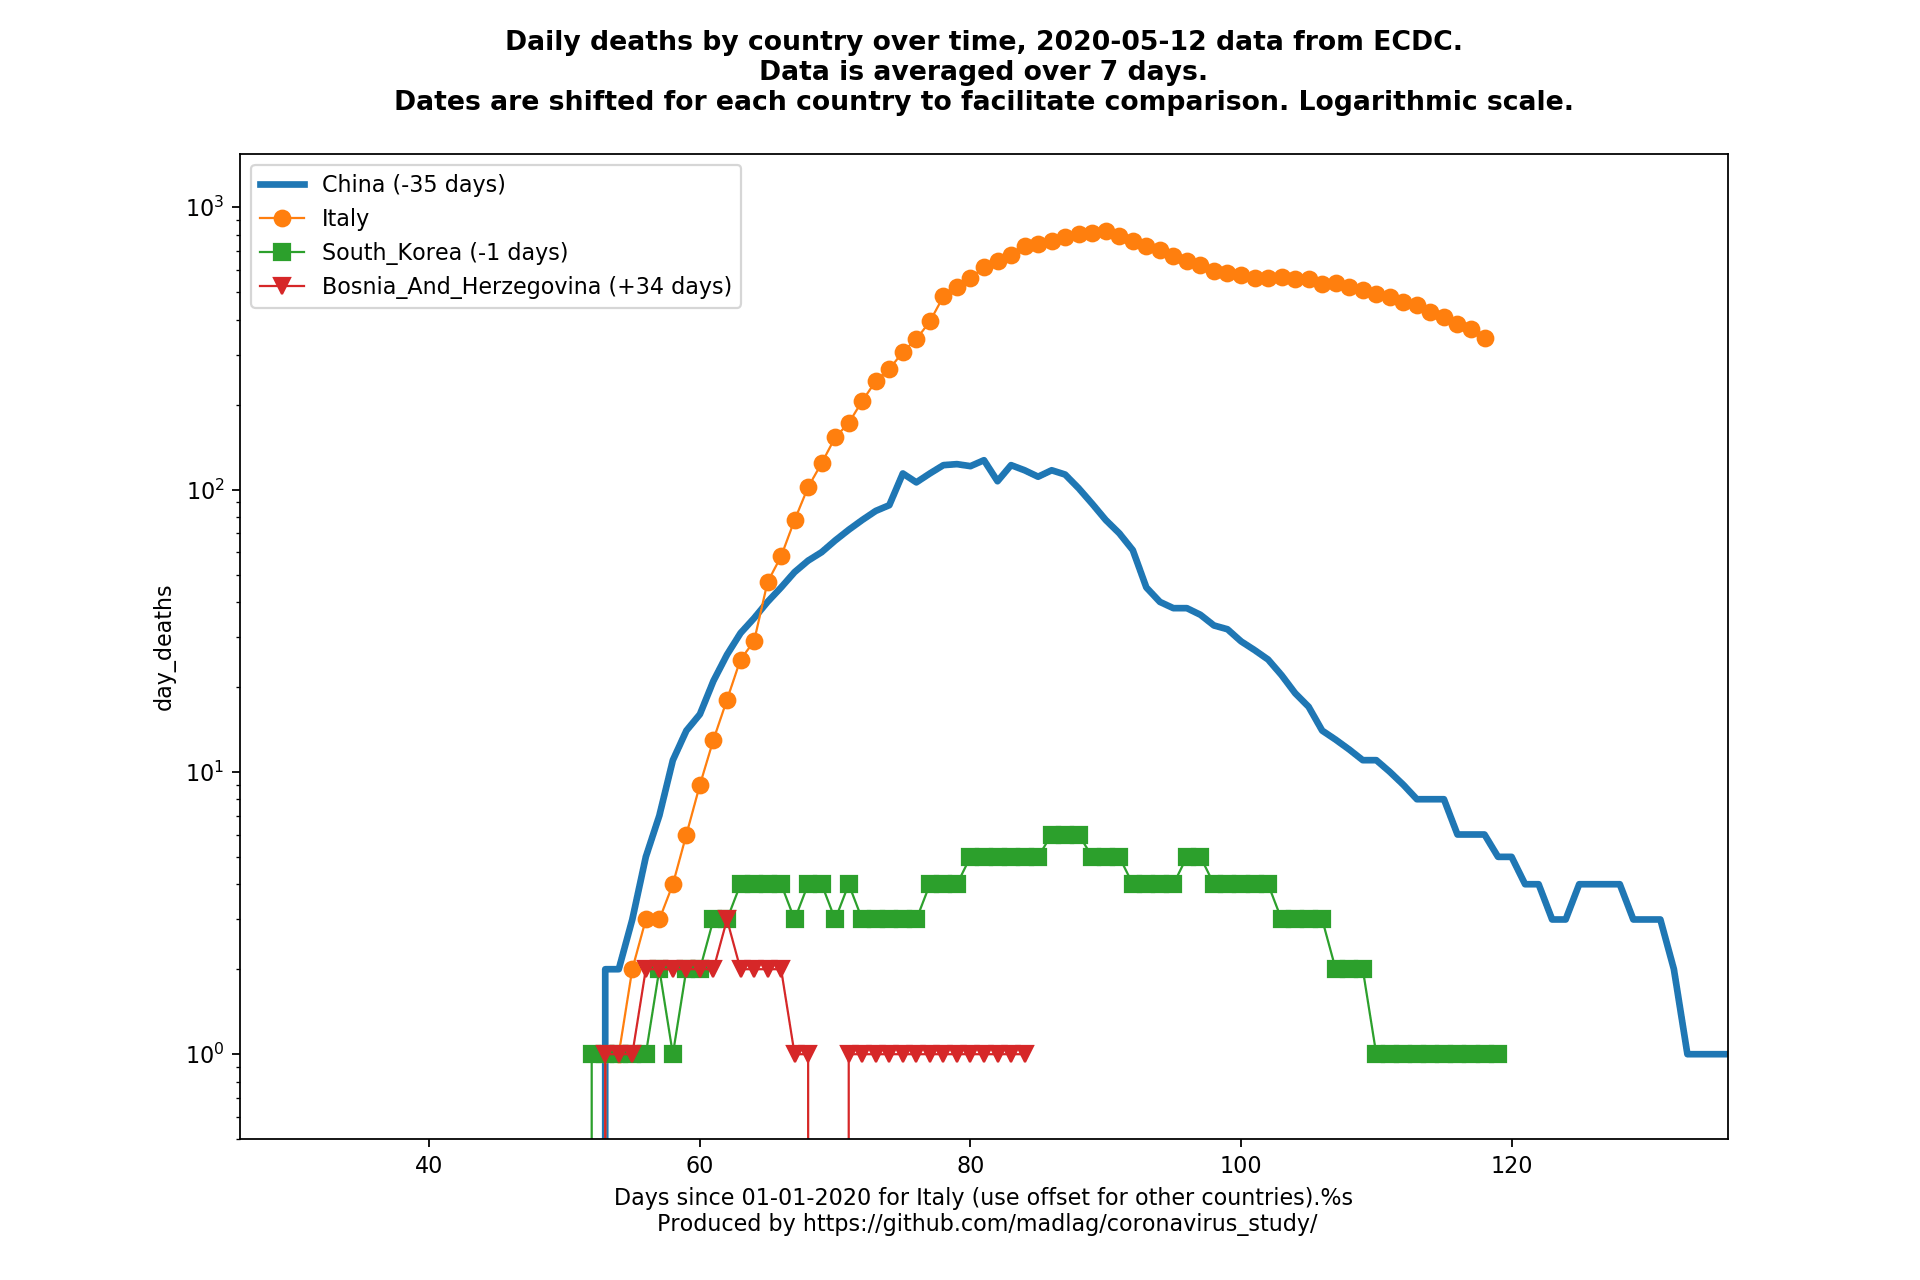 Daily deaths by country over time, 2020-05-12 data from ECDC.
Data is averaged over 7 days.
Dates are shifted for each country to facilitate comparison. Logarithmic scale.
China (-35 days)
Italy
South_Korea (-1 days)
Bosnia_And_Herzegovina (+34 days)
10³
10²
10¹
10⁰
day_deaths
40 60 80 100 120
Days since 01-01-2020 for Italy (use offset for other countries).%s
Produced by https://github.com/madlag/coronavirus_study/